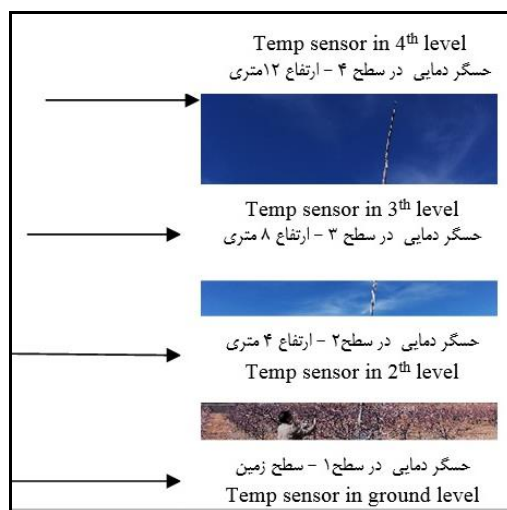 Temp sensor in 4th level
حسگر دمایی در سطح ۴ - ارتفاع ۱۲متری
Temp sensor in 3th level
حسگر دمایی در سطح ۳ - ارتفاع ۸ متری
حسگر دمایی در سطح۲ - ارتفاع ۴ متری
Temp sensor in 2th level
حسگر دمایی در سطح۱ - سطح زمین
Temp sensor in ground level